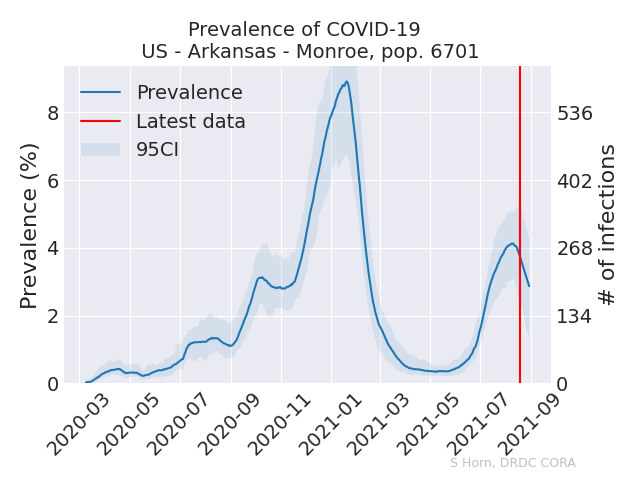 Prevalence of COVID-19
US - Arkansas - Monroe, pop. 6701
Prevalence
Latest data
95CI
Prevalence (%)
8
6
4
2
0
536
402
268
134
0
# of infections
2020-03
2020-05
2020-07
2020-09
2020-11
2021-01
2021-03
2021-05
2021-07
2021-09
S Horn, DRDC CORA